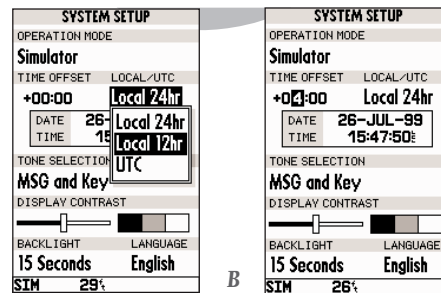 SYSTEM SETUP
OPERATION MODE
Simulator
TIME OFFSET LOCAL/UTC
+00:00 Local 24hr
Local 24hr
Local 12hr
UTC
DATE 26-
TIME 15
TONE SELECTION
MSG and Key
DISPLAY CONTRAST
BACKLIGHT LANGUAGE
15 Seconds English
SIM 29
B
SYSTEM SETUP
OPERATION MODE
Simulator
TIME OFFSET LOCAL/UTC
+04:00 Local 24hr
DATE 26-JUL-99
TIME 15:47:50
TONE SELECTION
MSG and Key
DISPLAY CONTRAST
BACKLIGHT LANGUAGE
15 Seconds English
SIM 26